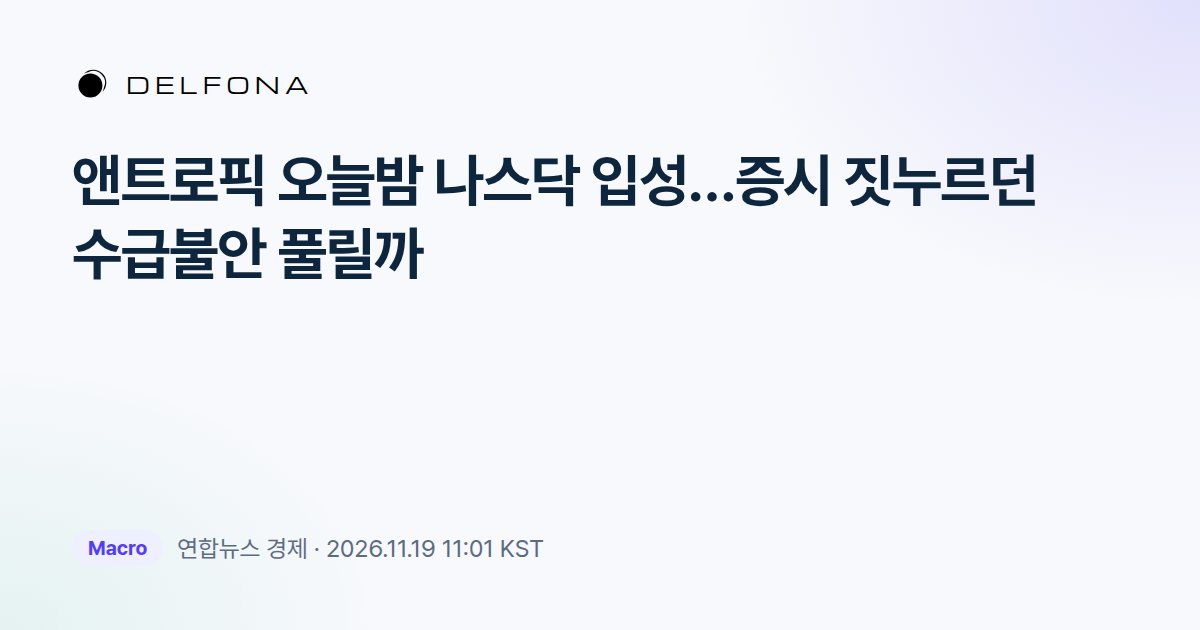 DELFONA
앤트로픽 오늘밤 나스닥 입성…증시 짓누르던
수급불안 풀릴까
Macro 연합뉴스 경제 · 2026.11.19 11:01 KST